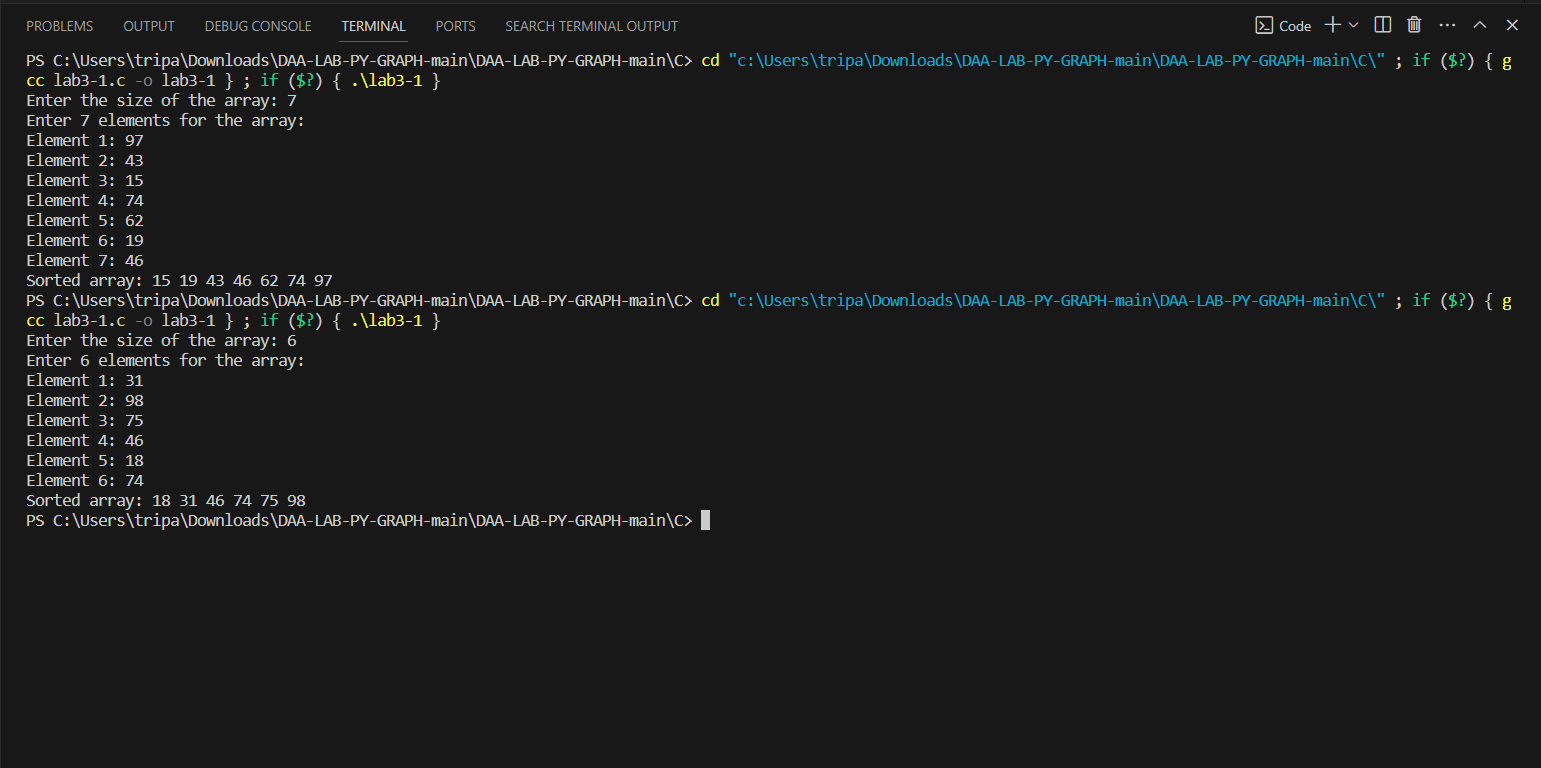 PROBLEMS OUTPUT DEBUG CONSOLE TERMINAL PORTS SEARCH TERMINAL OUTPUT Code
PS C:\Users\tripa\Downloads\DAA-LAB-PY-GRAPH-main\DAA-LAB-PY-GRAPH-main\C> cd "c:\Users\tripa\Downloads\DAA-LAB-PY-GRAPH-main\DAA-LAB-PY-GRAPH-main\C\" ; if ($?) { g
cc lab3-1.c -o lab3-1 } ; if ($?) { .\lab3-1 }
Enter the size of the array: 7
Enter 7 elements for the array:
Element 1: 97
Element 2: 43
Element 3: 15
Element 4: 74
Element 5: 62
Element 6: 19
Element 7: 46
Sorted array: 15 19 43 46 62 74 97
PS C:\Users\tripa\Downloads\DAA-LAB-PY-GRAPH-main\DAA-LAB-PY-GRAPH-main\C> cd "c:\Users\tripa\Downloads\DAA-LAB-PY-GRAPH-main\DAA-LAB-PY-GRAPH-main\C\" ; if ($?) { g
cc lab3-1.c -o lab3-1 } ; if ($?) { .\lab3-1 }
Enter the size of the array: 6
Enter 6 elements for the array:
Element 1: 31
Element 2: 98
Element 3: 75
Element 4: 46
Element 5: 18
Element 6: 74
Sorted array: 18 31 46 74 75 98
PS C:\Users\tripa\Downloads\DAA-LAB-PY-GRAPH-main\DAA-LAB-PY-GRAPH-main\C>